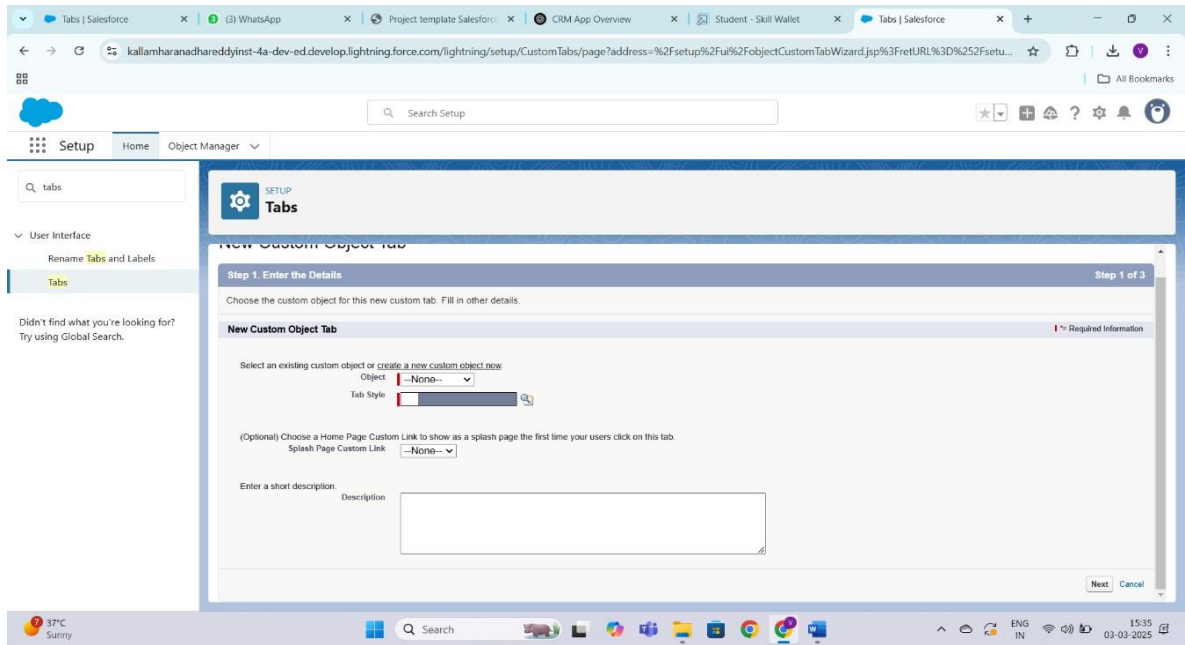 Tabs | Salesforce
(3) WhatsApp
Project template Salesforc
CRM App Overview
Student - Skill Wallet
Tabs | Salesforce
kallamharanadhareddyinst-4a-dev-ed.develop.lightning.force.com/lightning/setup/CustomTabs/page?address=%2Fsetup%2Fui%2FobjectCustomTabWizard.jsp%3FretURL%3D%252Fsetu...
V
All Bookmarks
Search Setup
Setup
Home
Object Manager
tabs
User Interface
Rename Tabs and Labels
Tabs
Didn't find what you're looking for?
Try using Global Search.
SETUP
Tabs
New Custom Object Tab
Step 1. Enter the Details
Step 1 of 3
Choose the custom object for this new custom tab. Fill in other details.
New Custom Object Tab
= Required Information
Select an existing custom object or create a new custom object now.
Object
--None--
Tab Style
(Optional) Choose a Home Page Custom Link to show as a splash page the first time your users click on this tab.
Splash Page Custom Link
--None--
Enter a short description.
Description
Next
Cancel
7
37°C
Sunny
Search
ENG
IN
15:35
03-03-2025